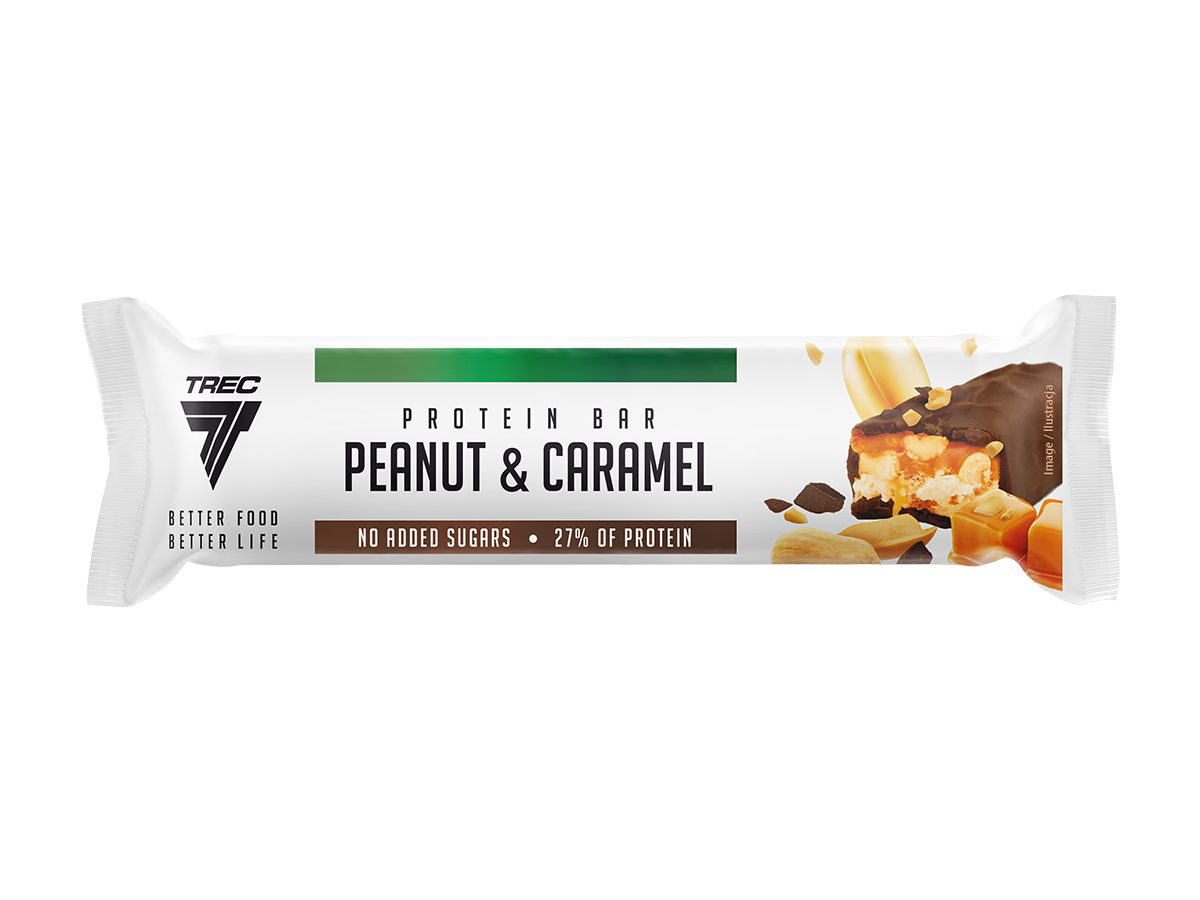 TREC
BETTER FOOD
BETTER LIFE
PROTEIN BAR
PEANUT & CARAMEL
NO ADDED SUGARS • 27% OF PROTEIN
Image / Ilustracja